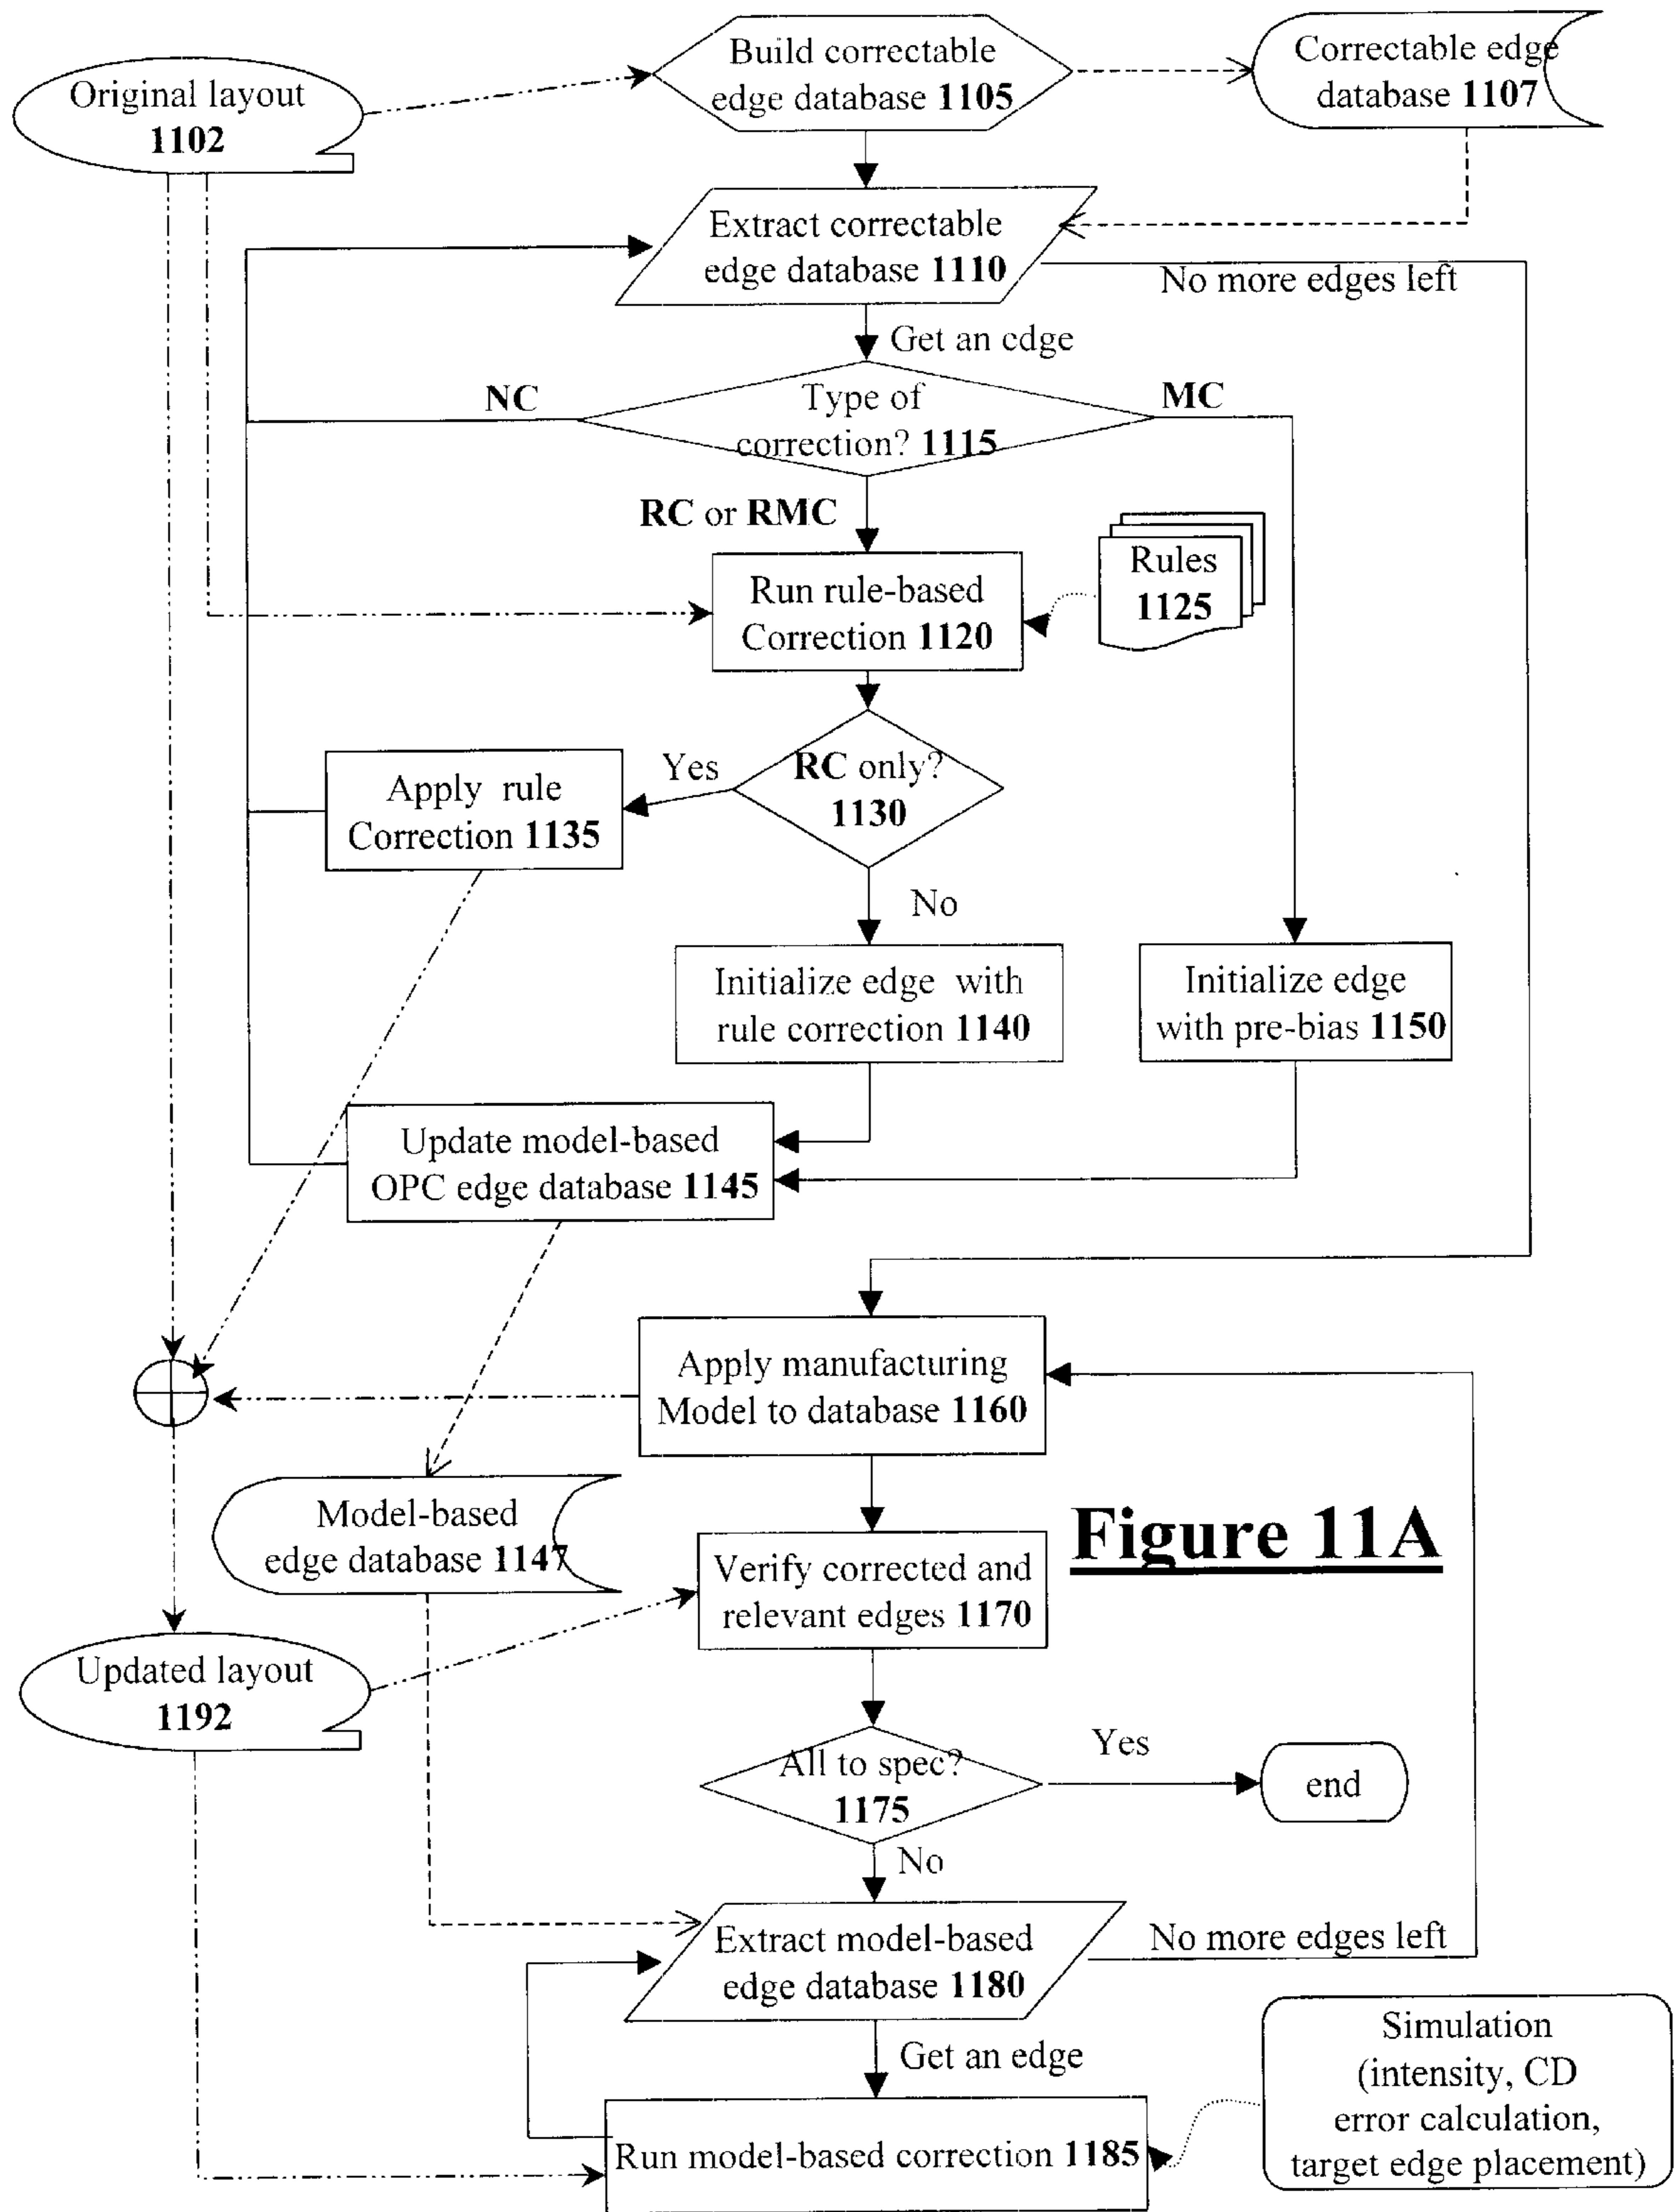 Build correctable
edge database 1105
Correctable edge
database 1107
Original layout
1102
Extract correctable
edge database 1110
No more edges left
Get an edge
NC
Type of
correction? 1115
MC
RC or RMC
Run rule-based
Correction 1120
Rules
1125
RC only?
1130
Yes
Apply rule
Correction 1135
No
Initialize edge with
rule correction 1140
Initialize edge
with pre-bias 1150
Update model-based
OPC edge database 1145
Apply manufacturing
Model to database 1160
Model-based
edge database 1147
Figure 11A
Verify corrected and
relevant edges 1170
Updated layout
1192
All to spec?
1175
Yes
end
No
Extract model-based
edge database 1180
No more edges left
Get an edge
Simulation
(intensity, CD
error calculation,
target edge placement)
Run model-based correction 1185